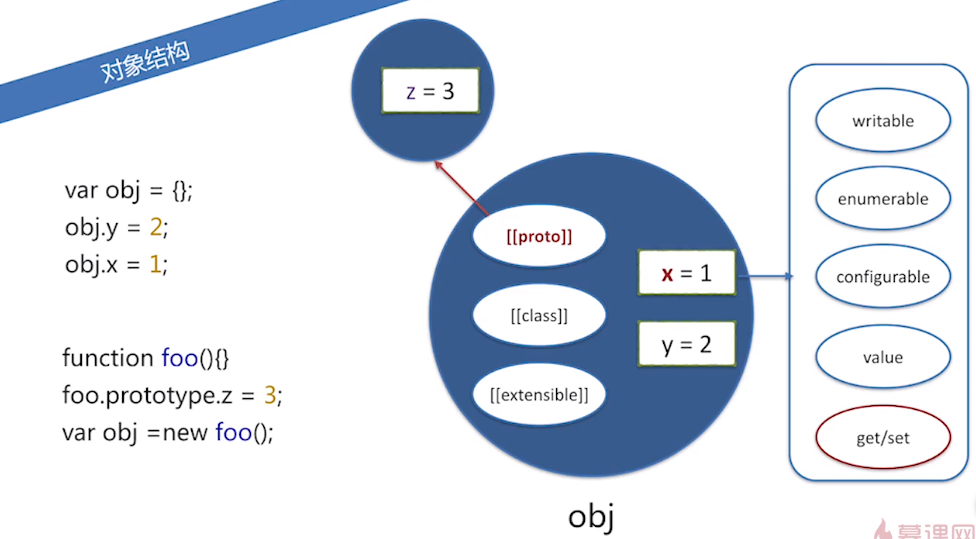 对象结构
z = 3
var obj = {};
obj.y = 2;
obj.x = 1;
function foo(){}
foo.prototype.z = 3;
var obj =new foo();
[[proto]]
[[class]]
[[extensible]]
x = 1
y = 2
obj
writable
enumerable
configurable
value
get/set
慕课网